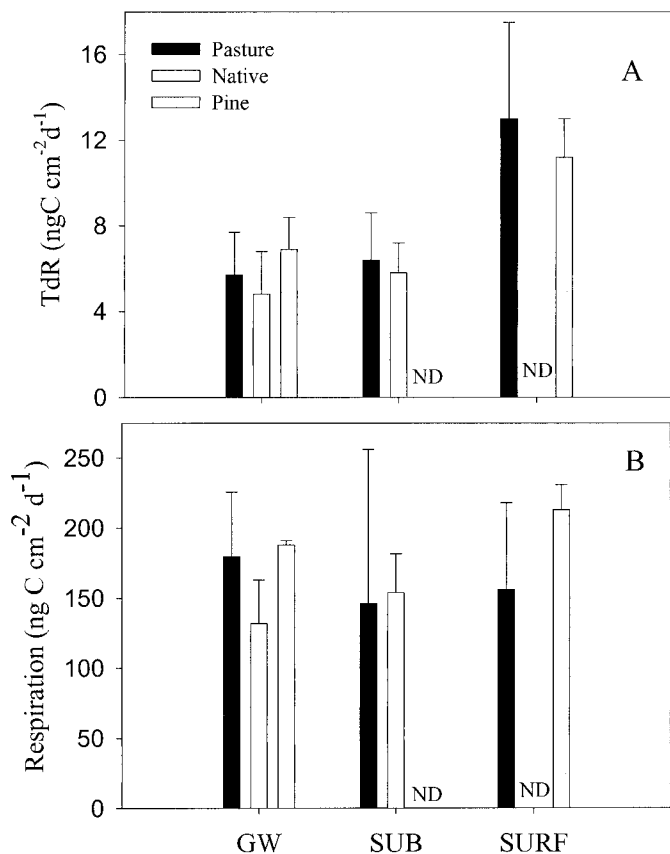 Pasture
Native
Pine
A
TdR (ngC cm-2d-1)
16
12
8
4
0
ND
ND
B
Respiration (ng C cm-2 d-1)
250
200
150
100
50
0
ND
ND
GW SUB SURF